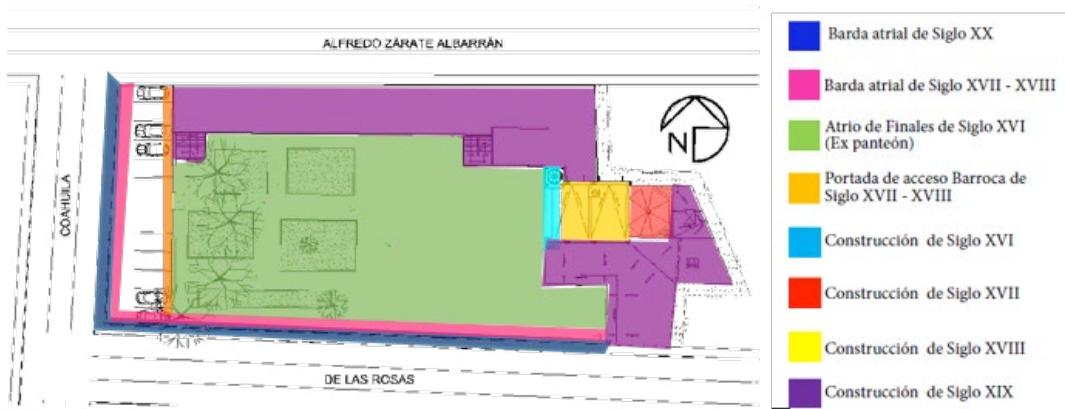 ALFREDO ZÁRATE ALBARRÁN
COAHUILA
N
DE LAS ROSAS
Barda atrial de Siglo XX
Barda atrial de Siglo XVII - XVIII
Atrio de Finales de Siglo XVI
(Ex panteón)
Portada de acceso Barroca de
Siglo XVII - XVIII
Construcción de Siglo XVI
Construcción de Siglo XVII
Construcción de Siglo XVIII
Construcción de Siglo XIX